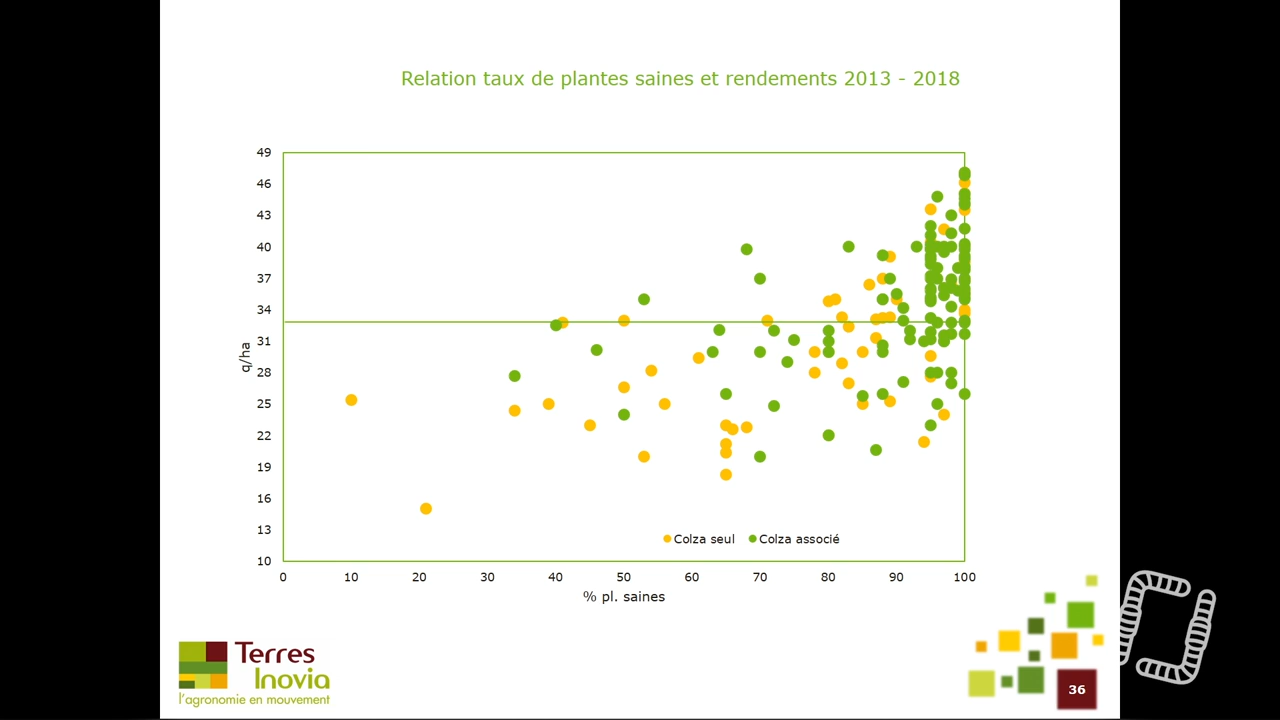 Relation taux de plantes saines et rendements 2013 - 2018
49
46
43
40
37
34
31
28
25
22
19
16
13
10
q/ha
Colza seul
Colza associé
0 10 20 30 40 50 60 70 80 90 100
% pl. saines
Terres
Inovia
l'agronomie en mouvement
36